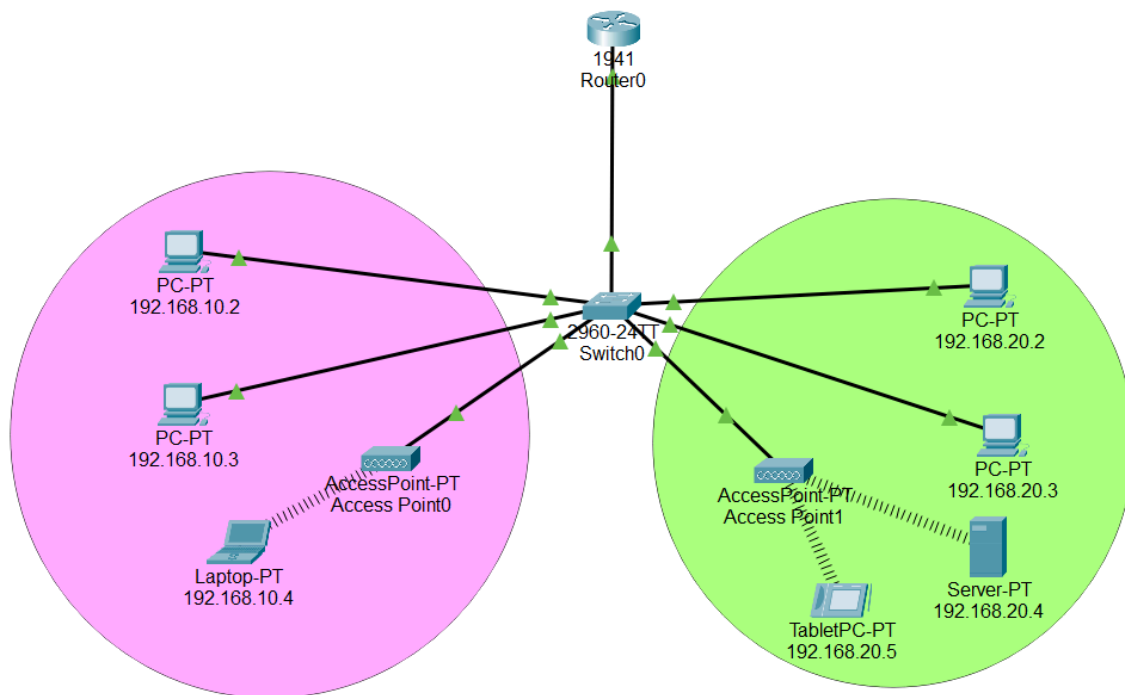 1941
Router0
PC-PT
192.168.10.2
2960-24TT
Switch0
PC-PT
192.168.20.2
PC-PT
192.168.10.3
AccessPoint-PT
Access Point0
AccessPoint-PT
Access Point1
PC-PT
192.168.20.3
Laptop-PT
192.168.10.4
Server-PT
192.168.20.4
TabletPC-PT
192.168.20.5